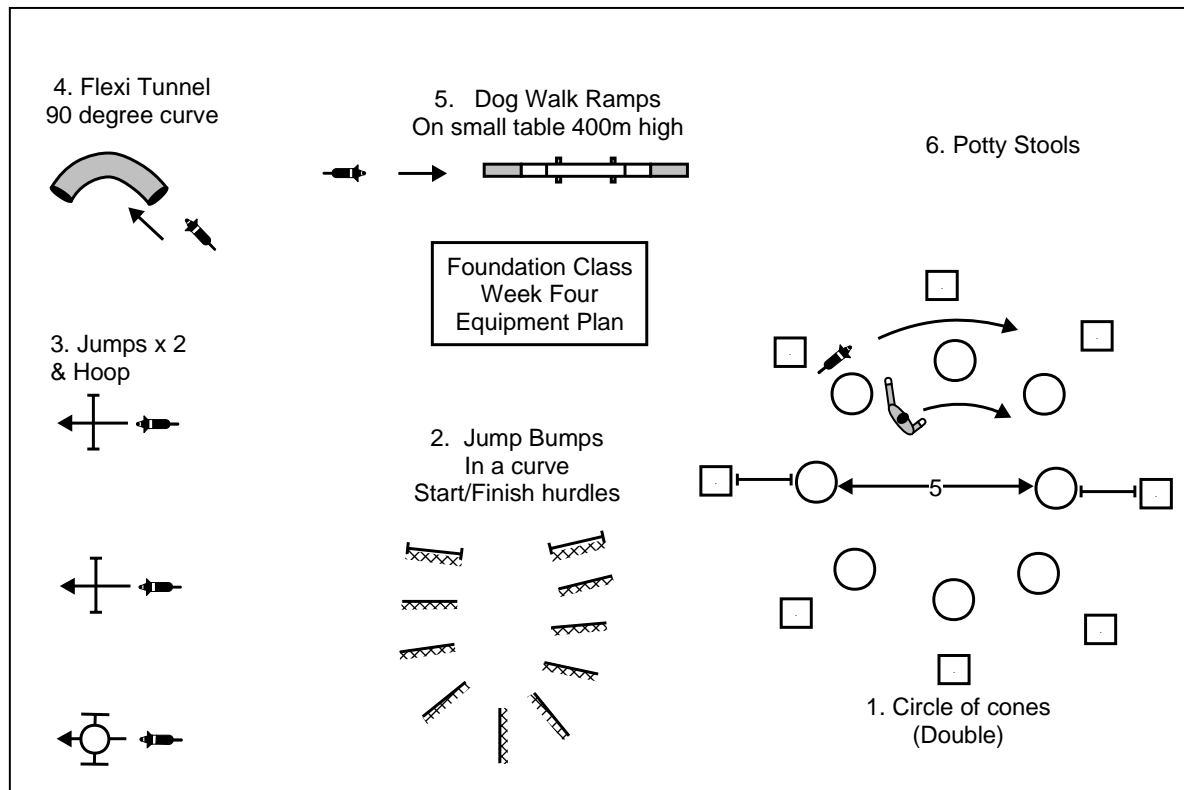 4. Flexi Tunnel
90 degree curve
5. Dog Walk Ramps
On small table 400m high
6. Potty Stools
Foundation Class
Week Four
Equipment Plan
3. Jumps x 2
& Hoop
2. Jump Bumps
In a curve
Start/Finish hurdles
5
1. Circle of cones
(Double)